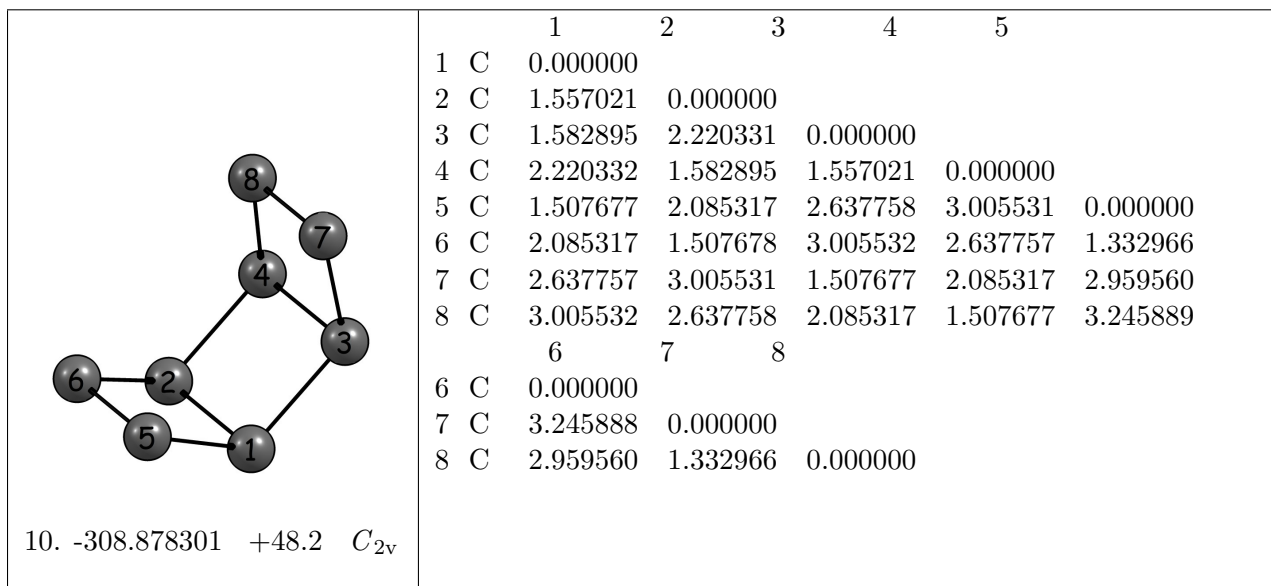 8
7
4
3
2
6
5
1
10. -308.878301 +48.2 C2v
1 2 3 4 5
1 C 0.000000
2 C 1.557021 0.000000
3 C 1.582895 2.220331 0.000000
4 C 2.220332 1.582895 1.557021 0.000000
5 C 1.507677 2.085317 2.637758 3.005531 0.000000
6 C 2.085317 1.507678 3.005532 2.637757 1.332966
7 C 2.637757 3.005531 1.507677 2.085317 2.959560
8 C 3.005532 2.637758 2.085317 1.507677 3.245889
6 7 8
6 C 0.000000
7 C 3.245888 0.000000
8 C 2.959560 1.332966 0.000000